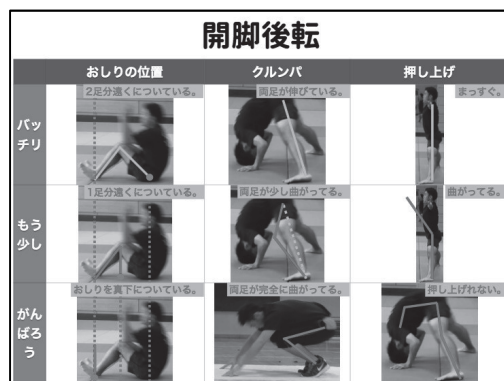 開脚後転
おしりの位置
クルンパ
押し上げ
バッ
チリ
2足分遠くについている。
両足が伸びている。
まっすぐ。
もう
少し
1足分遠くについている。
両足が少し曲がってる。
曲がってる。
がん
ばろ
う
おしりを真下についている。
両足が完全に曲がってる。
押し上げれない。